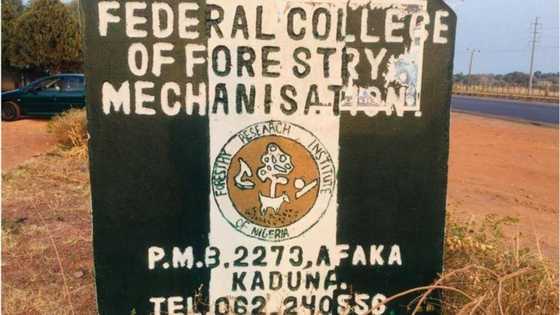 FEDERAL COLLEGE
OF FORESTRY
MECHANISATION.
FORESTRY RESEARCH INSTITUTE
OF NIGERIA
P.M.B. 2273, AFAKA
KADUNA.
TEL. 062.240556